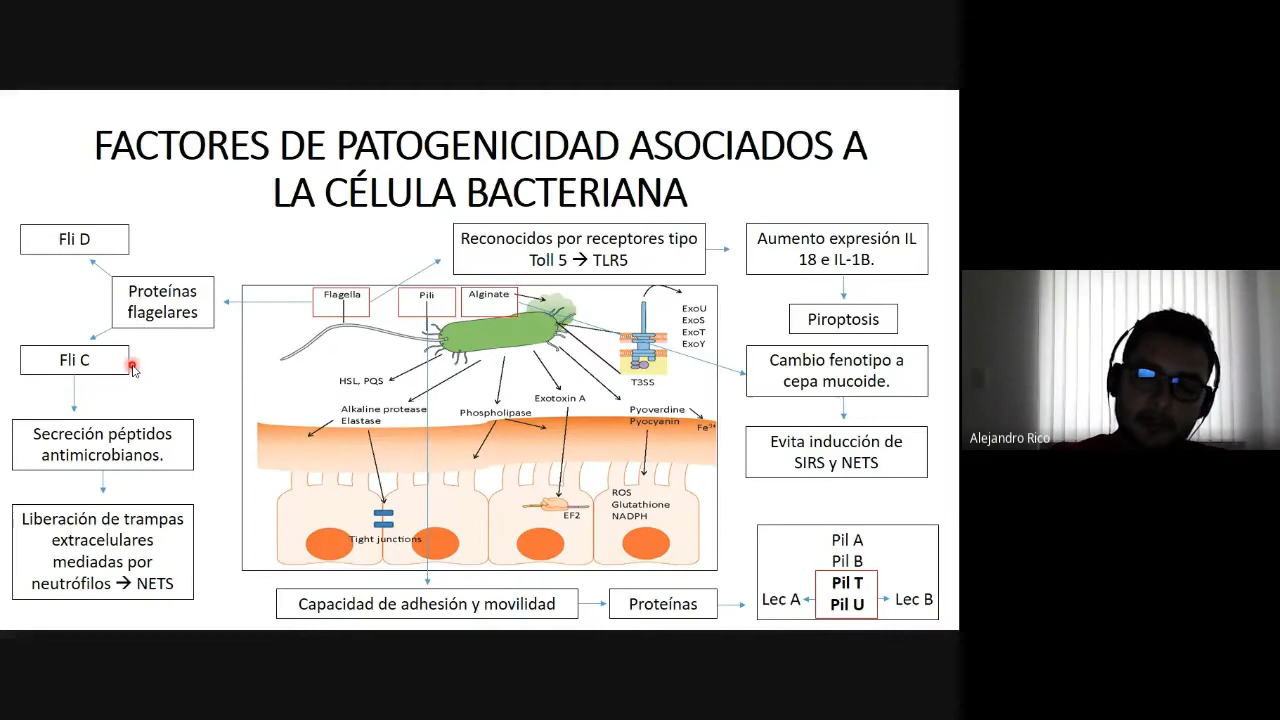 FACTORES DE PATOGENICIDAD ASOCIADOS A
LA CÉLULA BACTERIANA
Fli D
Proteínas
flagelares
Fli C
Secreción péptidos
antimicrobianos.
Liberación de trampas
extracelulares
mediadas por
neutrófilos → NETS
Reconocidos por receptores tipo
Toll 5 → TLR5
Aumento expresión IL
18 e IL-1B.
Piroptosis
Cambio fenotipo a
cepa mucoide.
Evita inducción de
SIRS y NETS
Flagella
Pili
Alginate
ExoU
ExoS
ExoT
ExoY
T3SS
HSL, PQS
Alkaline protease
Elastase
Phospholipase
Exotoxin A
Pyoverdine
Pyocyanin
Fe³⁺
ROS
Glutathione
NADPH
EF2
Tight junctions
Capacidad de adhesión y movilidad
Proteínas
Pil A
Pil B
Pil T
Pil U
Lec A
Lec B
Alejandro Rico